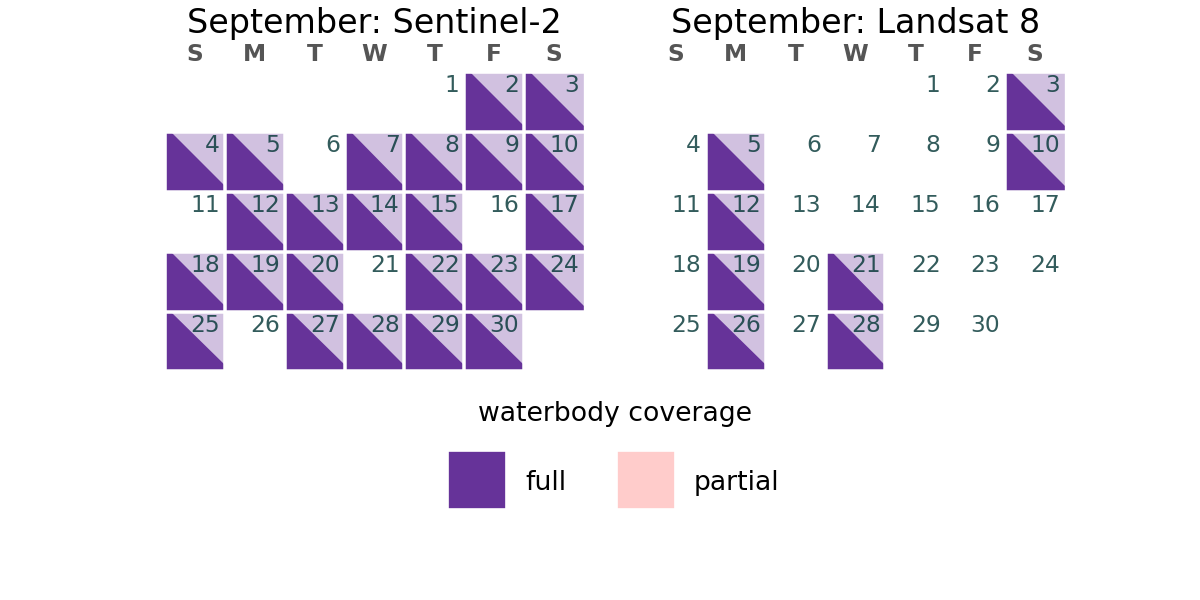 September: Sentinel-2
S M T W T F S
1 2 3
4 5 6 7 8 9 10
11 12 13 14 15 16 17
18 19 20 21 22 23 24
25 26 27 28 29 30
September: Landsat 8
S M T W T F S
1 2 3
4 5 6 7 8 9 10
11 12 13 14 15 16 17
18 19 20 21 22 23 24
25 26 27 28 29 30
waterbody coverage
full partial